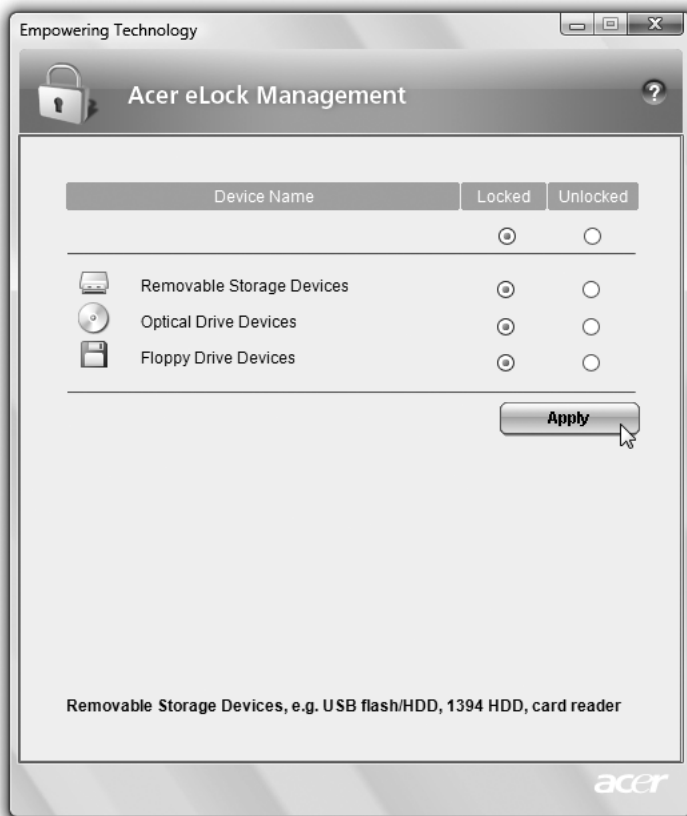 Empowering Technology
Acer eLock Management
?
Device Name Locked Unlocked
Removable Storage Devices
Optical Drive Devices
Floppy Drive Devices
Apply
Removable Storage Devices, e.g. USB flash/HDD, 1394 HDD, card reader
acer